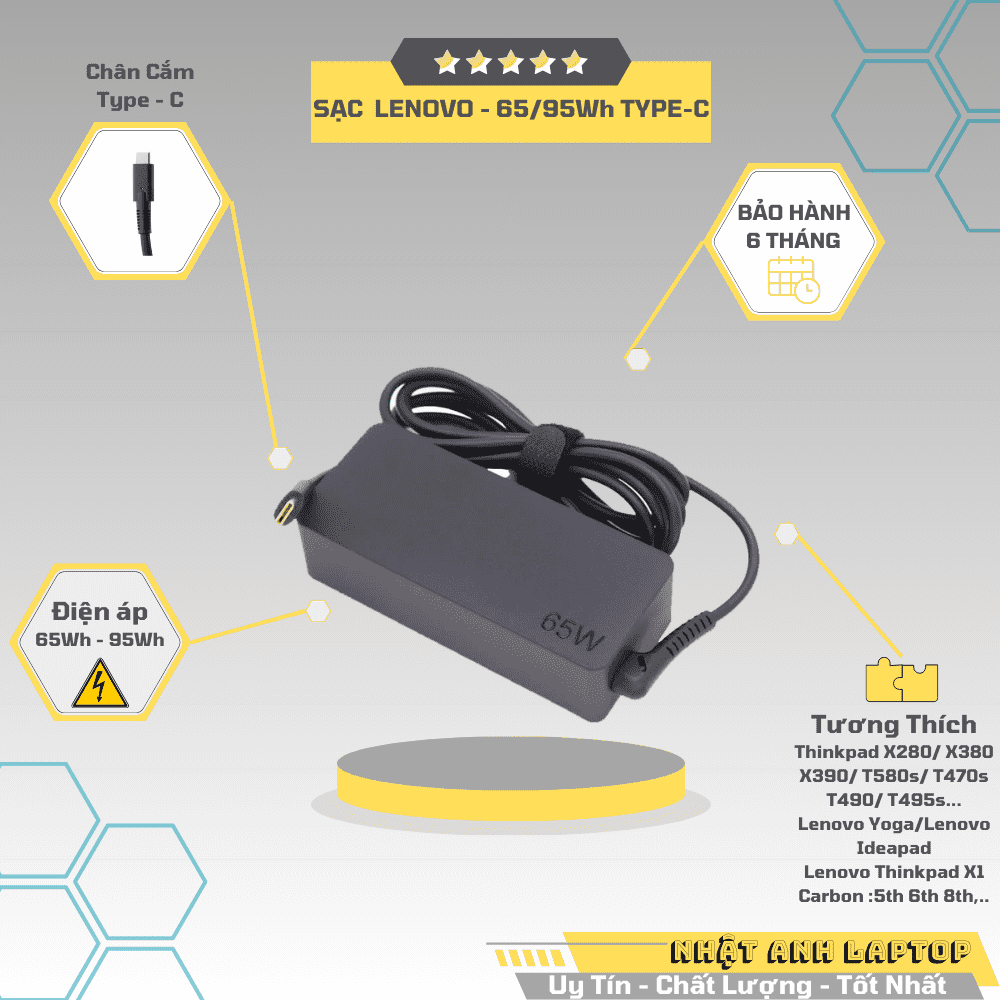 Chân Cắm
Type - C
SẠC LENOVO - 65/95Wh TYPE-C
BẢO HÀNH
6 THÁNG
Điện áp
65Wh - 95Wh
65W
Tương Thích
Thinkpad X280/ X380
X390/ T580s/ T470s
T490/ T495s...
Lenovo Yoga/Lenovo
Ideapad
Lenovo Thinkpad X1
Carbon :5th 6th 8th,..
NHẬT ANH LAPTOP
Uy Tín - Chất Lượng - Tốt Nhất